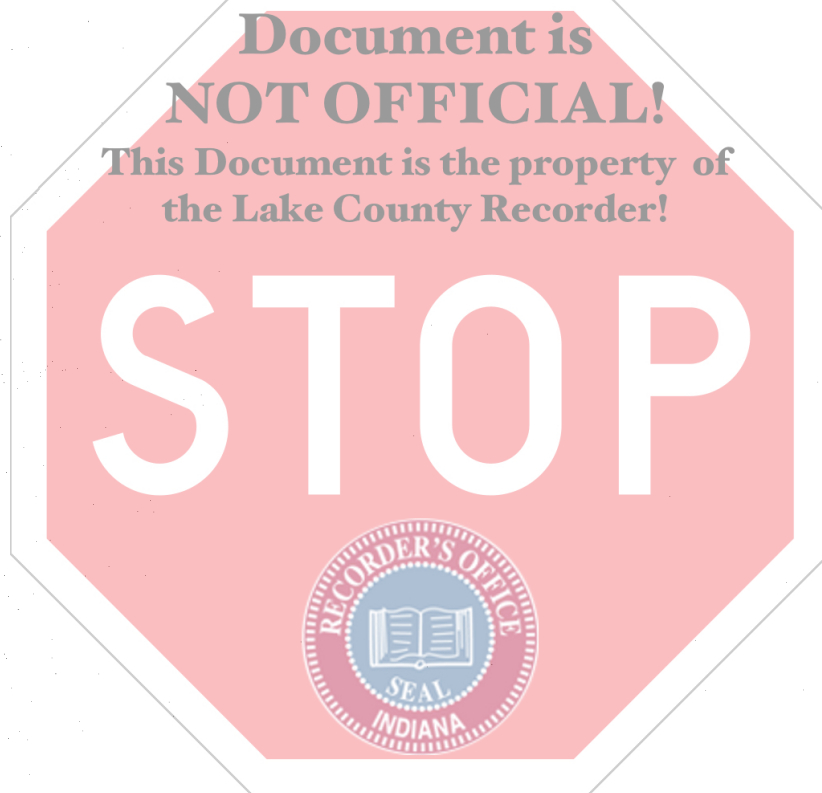 Document is
NOT OFFICIAL!
This Document is the property of
the Lake County Recorder!
STOP
RECORDER'S OFFICE
SEAL
INDIANA